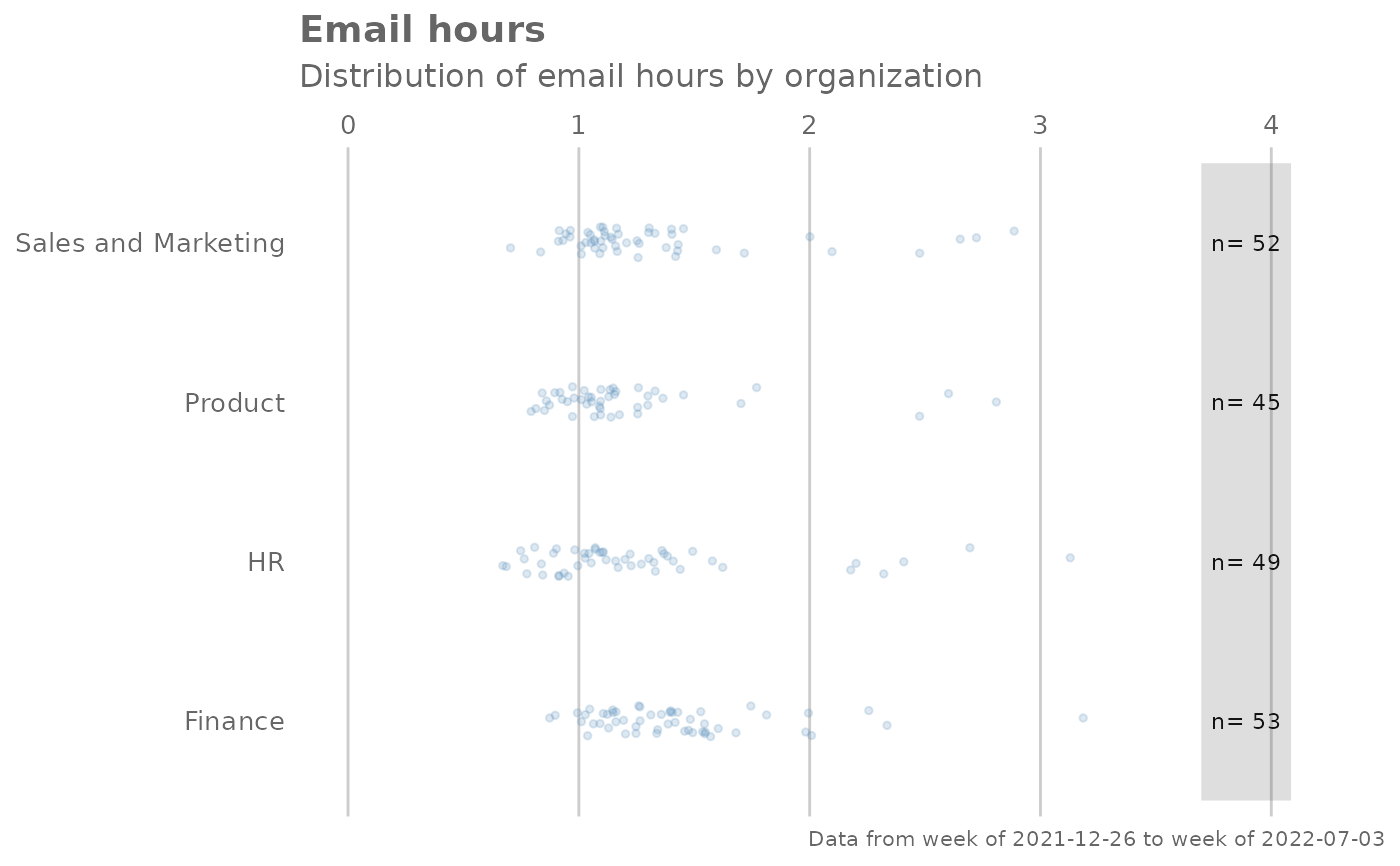 Email hours
Distribution of email hours by organization
0 1 2 3 4
Sales and Marketing n= 52
Product n= 45
HR n= 49
Finance n= 53
Data from week of 2021-12-26 to week of 2022-07-03